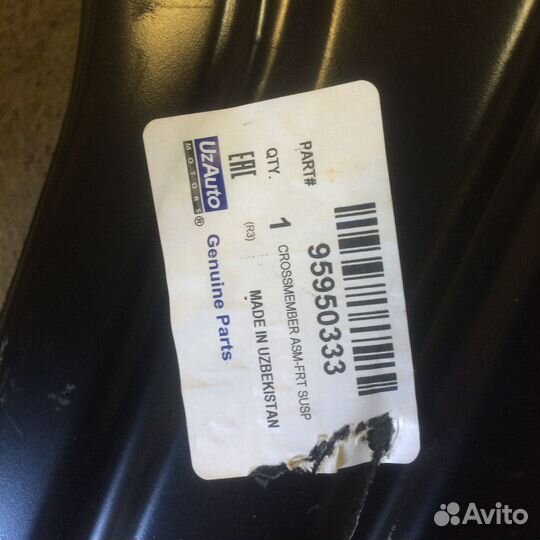 UzAuto
MOTORS®
Genuine Parts
EAC
(R3)
MADE IN UZBEKISTAN
PART#
95950333
QTY.
1
CROSSMEMBER ASM-FRT SUSP
Avito